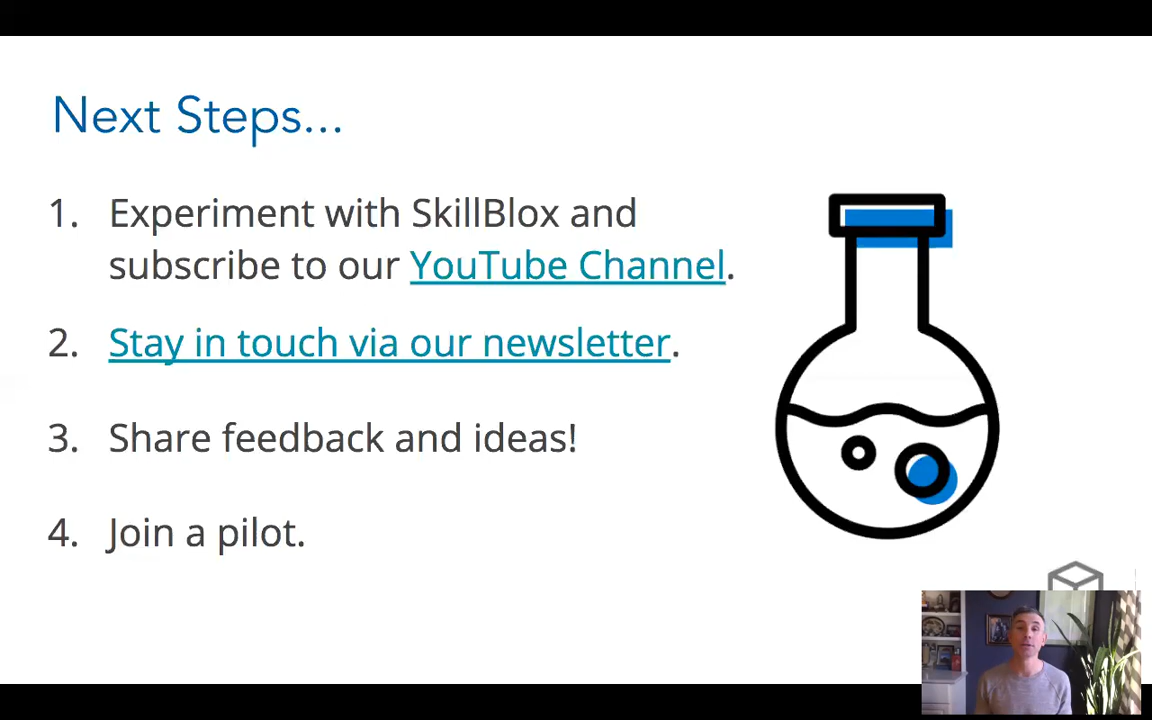 Next Steps...
1. Experiment with SkillBlox and
subscribe to our YouTube Channel.
2. Stay in touch via our newsletter.
3. Share feedback and ideas!
4. Join a pilot.